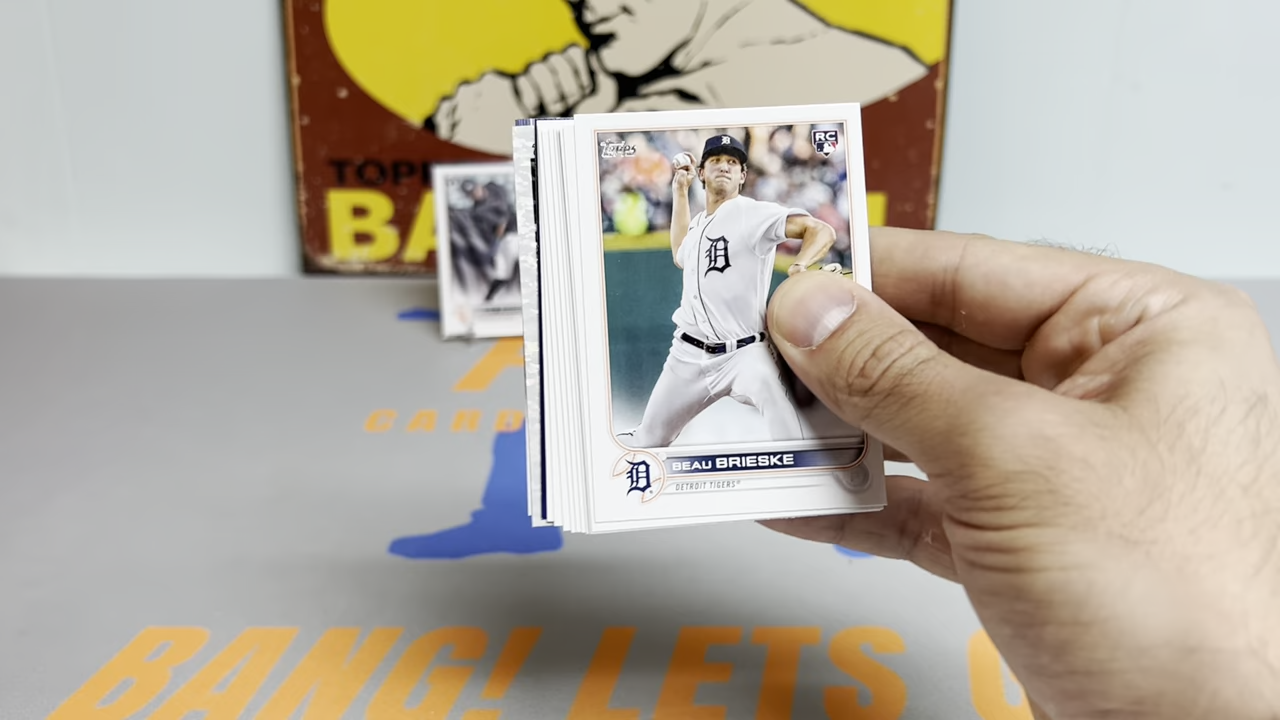 TOPP
BA
Topps
RC
D
D
BEAU BRIESKE
D
DETROIT TIGERS
CARD
BANG! LETS